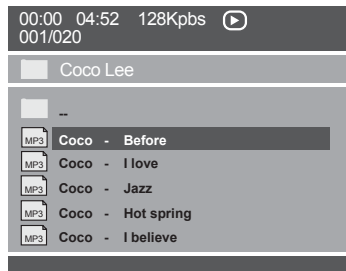 00:00 04:52 128Kpbs
001/020
Coco Lee
--
MP3 Coco - Before
MP3 Coco - I love
MP3 Coco - Jazz
MP3 Coco - Hot spring
MP3 Coco - I believe